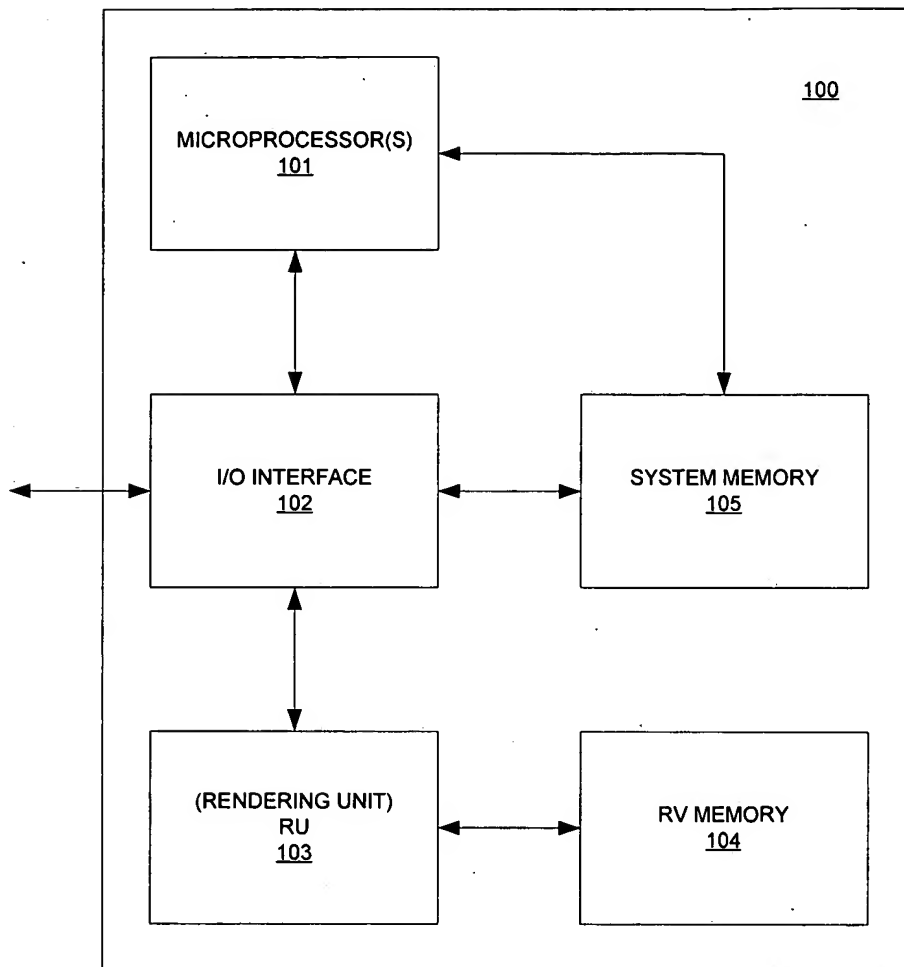 100
MICROPROCESSOR(S)
101
I/O INTERFACE
102
SYSTEM MEMORY
105
(RENDERING UNIT)
RU
103
RV MEMORY
104